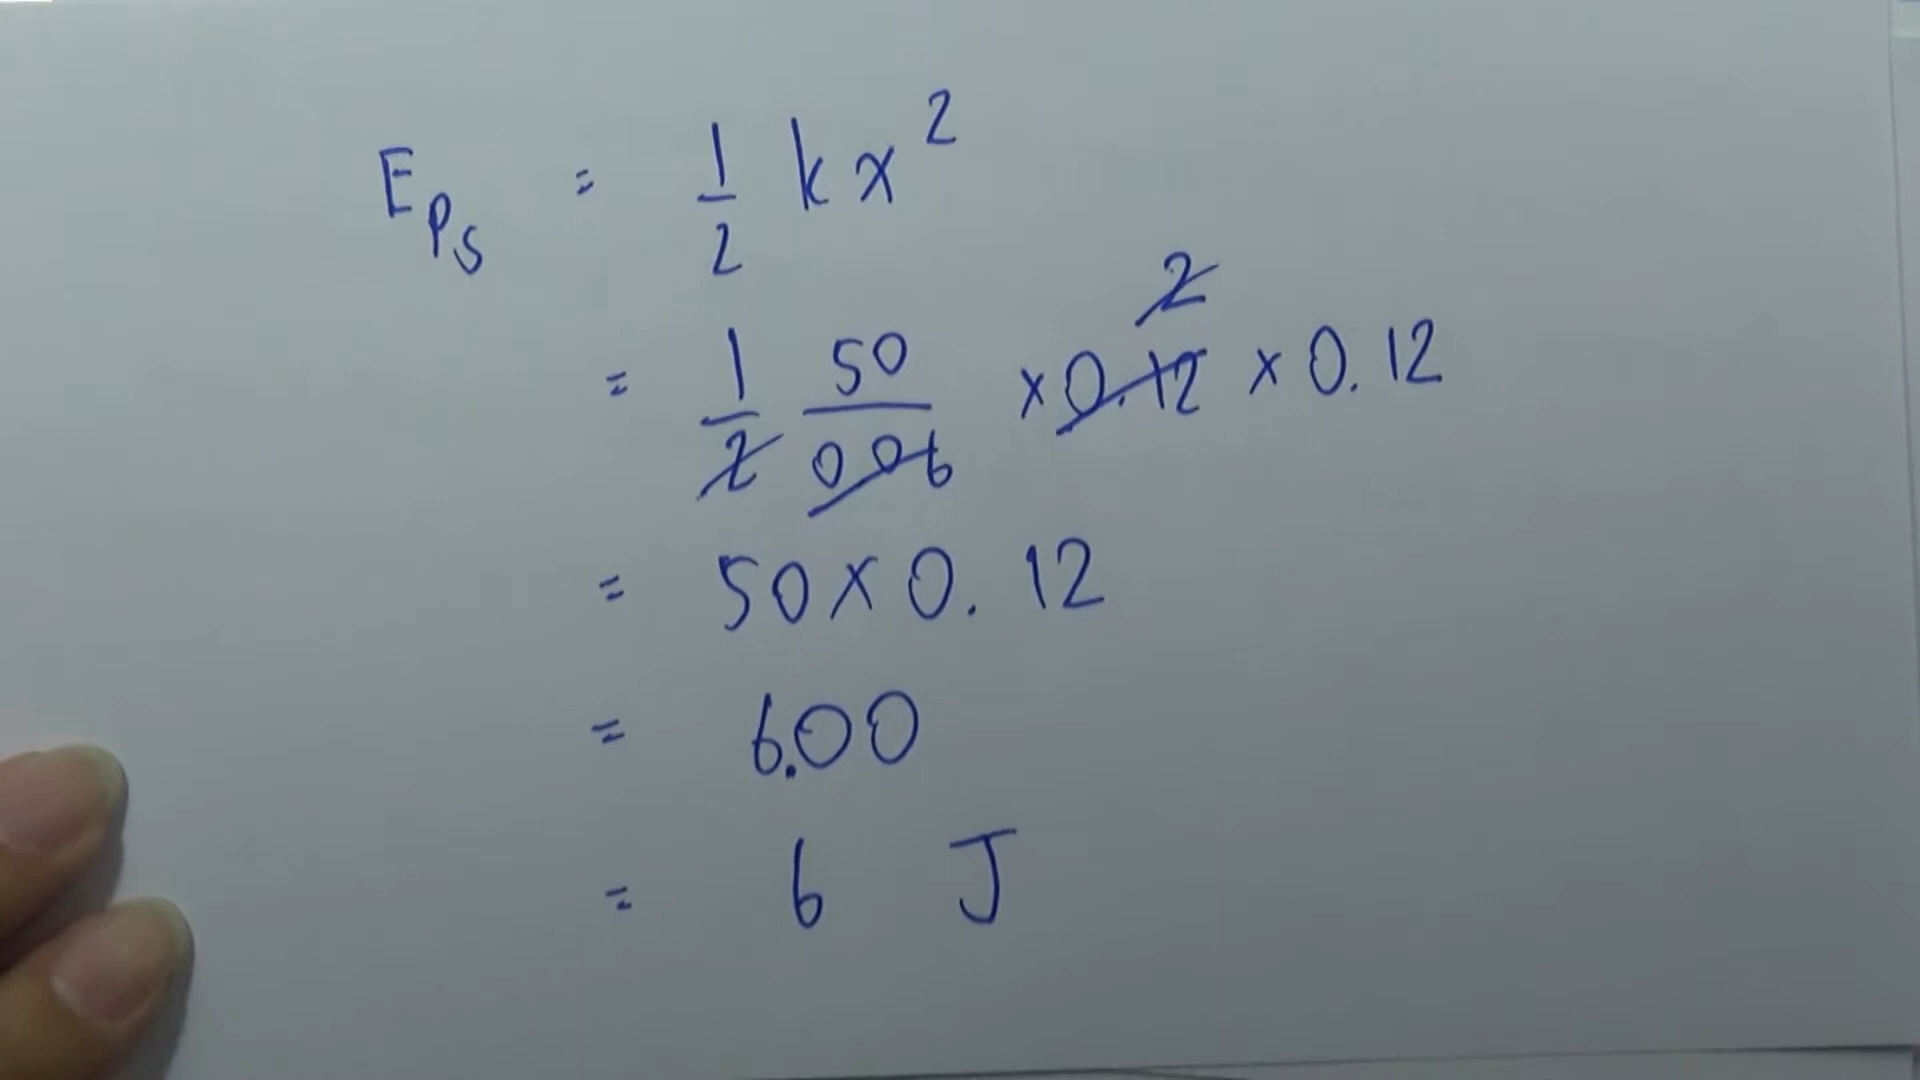 E_Ps = 1/2 kx²
2
= 1/2 50/0.06 × 0.12 × 0.12
= 50 × 0.12
= 6.00
= 6 J